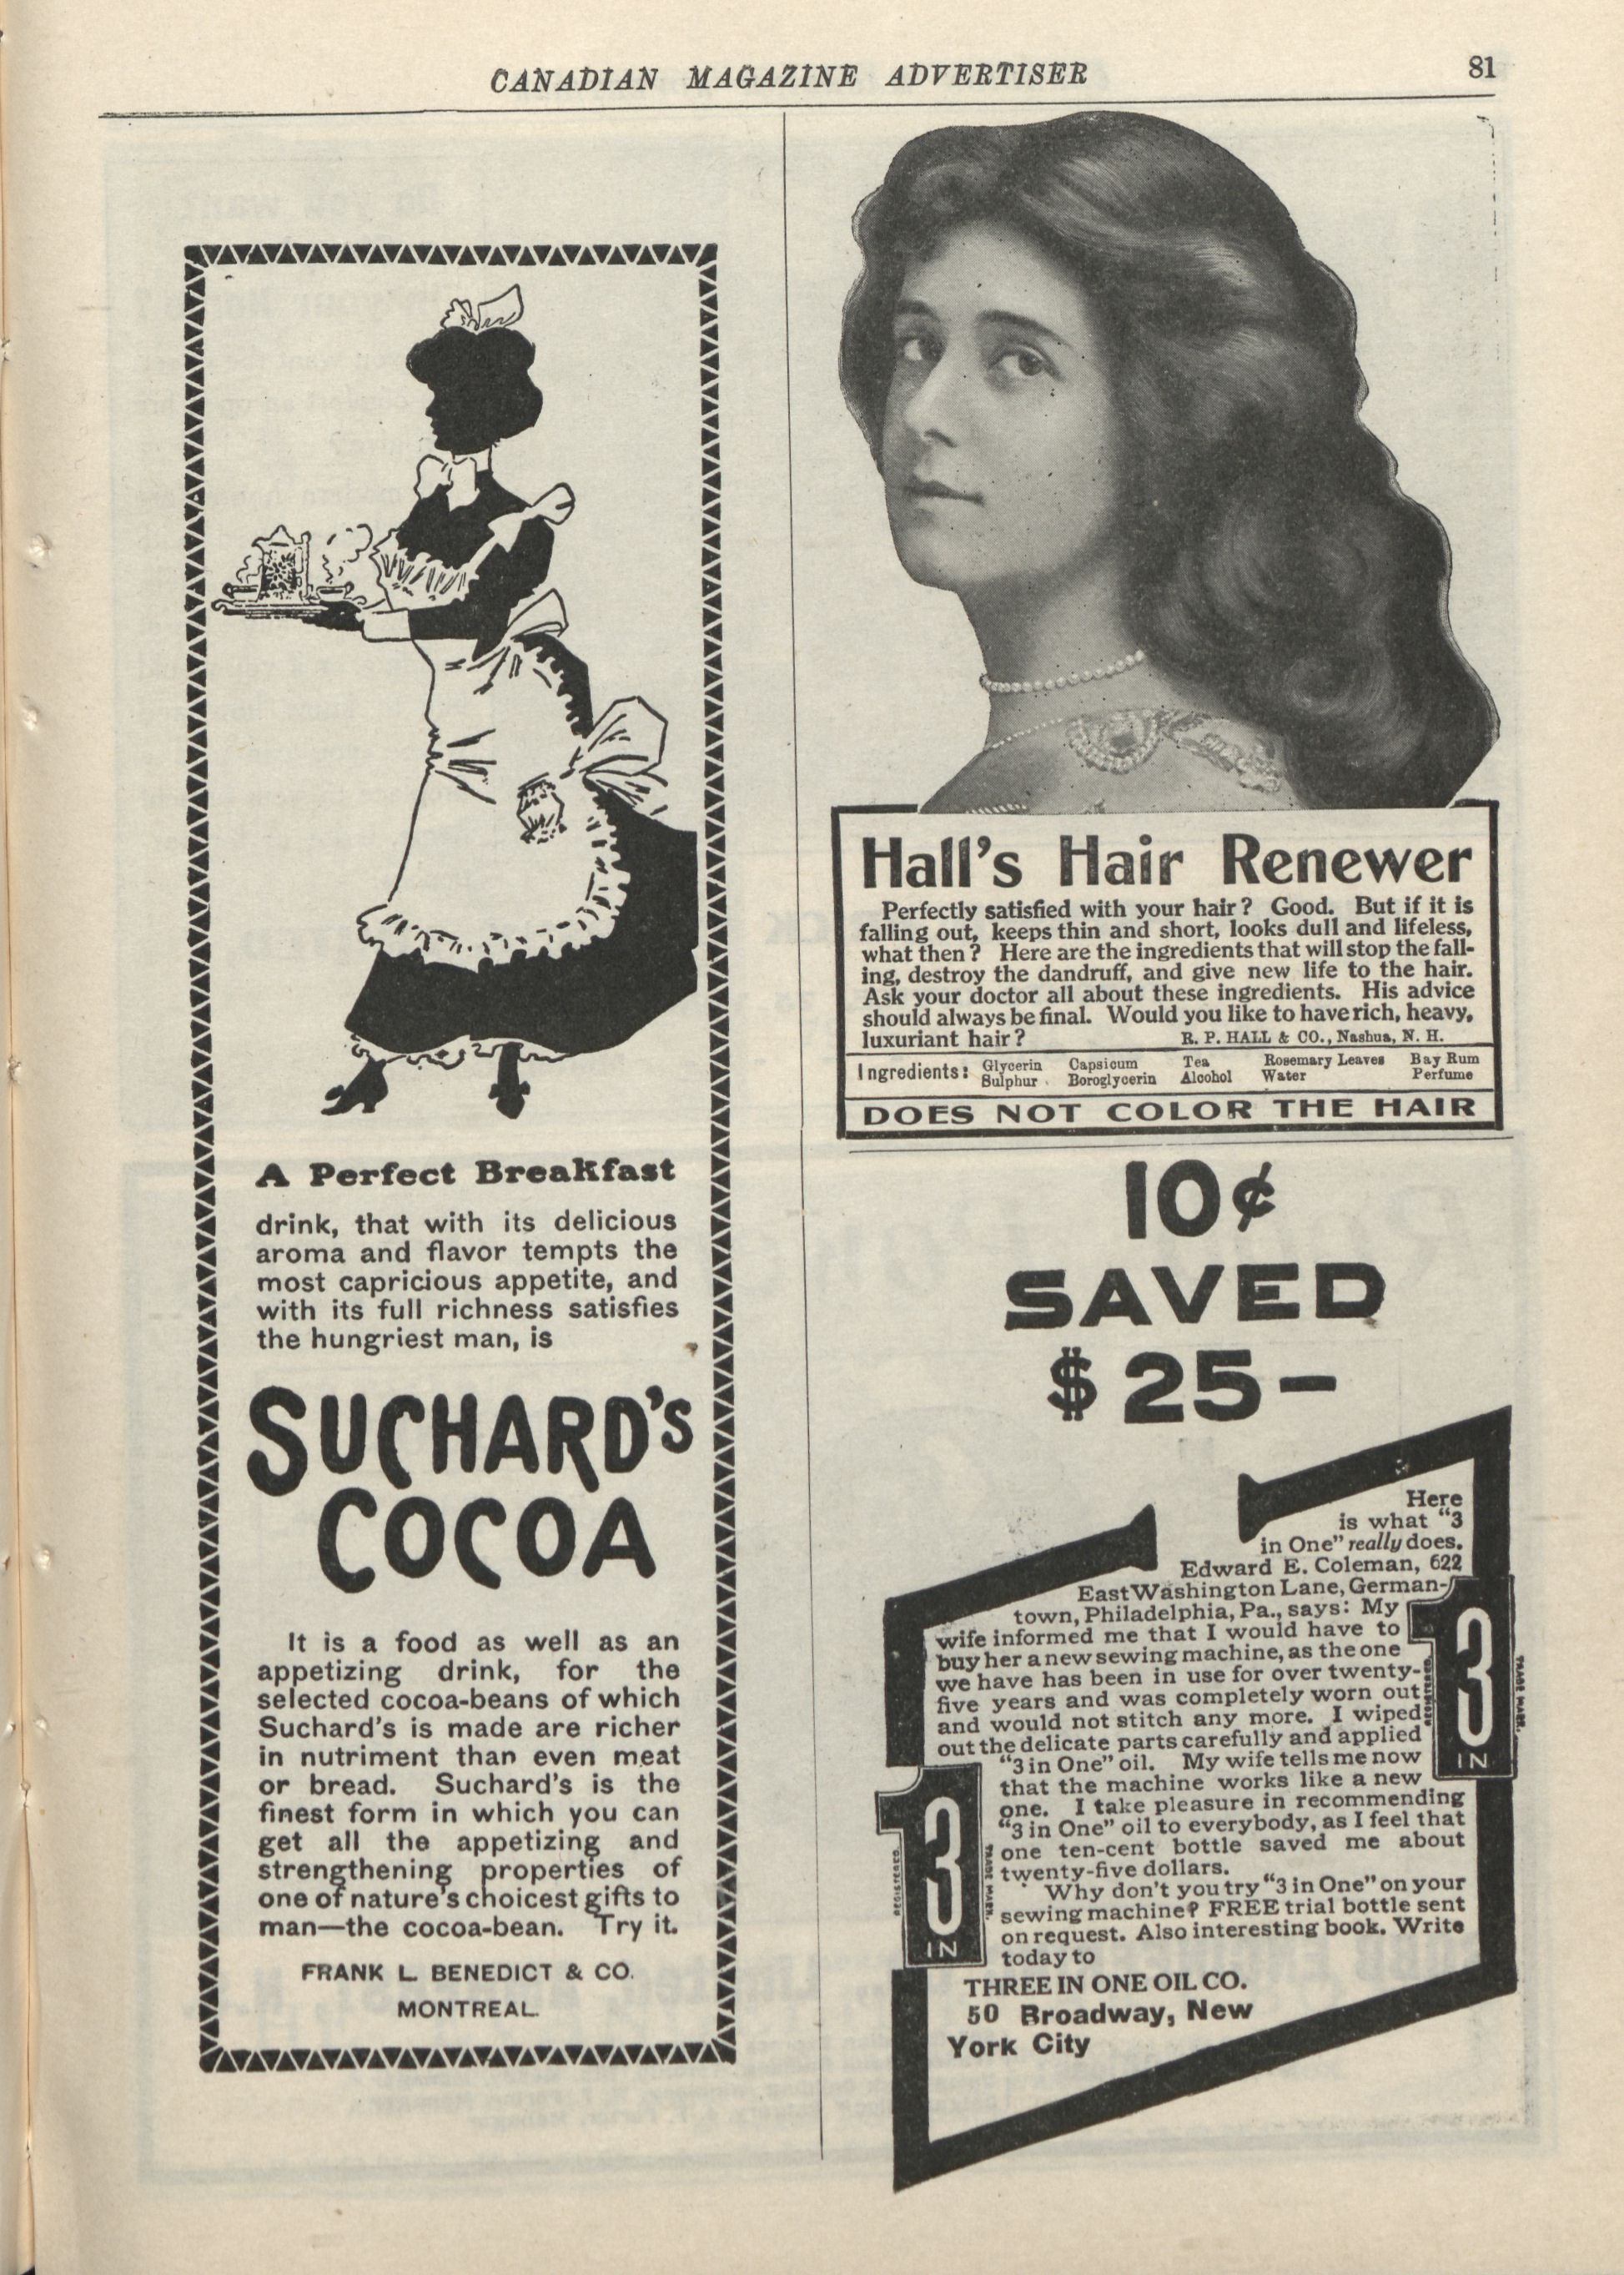 CANADIAN MAGAZINE ADVERTISER
81
A Perfect Breakfast
drink, that with its delicious
aroma and flavor tempts the
most capricious appetite, and
with its full richness satisfies
the hungriest man, is
SUCHARD'S
COCOA
It is a food as well as an
appetizing drink, for the
selected cocoa-beans of which
Suchard's is made are richer
in nutriment than even meat
or bread. Suchard's is the
finest form in which you can
get all the appetizing and
strengthening properties of
one of nature's choicest gifts to
man—the cocoa-bean. Try it.
FRANK L. BENEDICT & CO.
MONTREAL.
Hall's Hair Renewer
Perfectly satisfied with your hair? Good. But if it is
falling out, keeps thin and short, looks dull and lifeless,
what then? Here are the ingredients that will stop the fall-
ing, destroy the dandruff, and give new life to the hair.
Ask your doctor all about these ingredients. His advice
should always be final. Would you like to have rich, heavy,
luxuriant hair? R. P. HALL & CO., Nashua, N. H.
Ingredients: Glycerin Capsicum Tea Rosemary Leaves Bay Rum
Sulphur Boroglycerin Alcohol Water Perfume
DOES NOT COLOR THE HAIR
10¢
SAVED
$25–
Here
is what "3
in One" really does.
Edward E. Coleman, 622
East Washington Lane, German-
town, Philadelphia, Pa., says: My
wife informed me that I would have to
buy her a new sewing machine, as the one
we have has been in use for over twenty-
five years and was completely worn out
and would not stitch any more. I wiped
out the delicate parts carefully and applied
"3 in One" oil. My wife tells me now
that the machine works like a new
one. I take pleasure in recommending
"3 in One" oil to everybody, as I feel that
one ten-cent bottle saved me about
twenty-five dollars.
Why don't you try "3 in One" on your
sewing machine? FREE trial bottle sent
on request. Also interesting book. Write
today to
THREE IN ONE OIL CO.
50 Broadway, New
York City
3
IN
1
REGISTERED
TRADE MARK.
3
IN
1
REGISTERED
TRADE MARK.